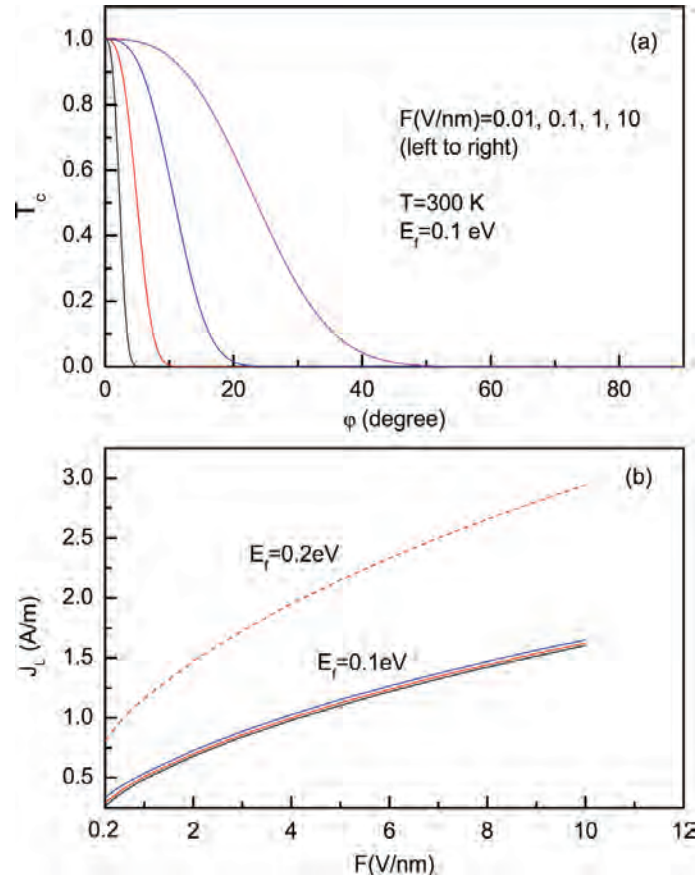 (a)
1.0
0.8
0.6
0.4
0.2
0.0
T_c
F(V/nm)=0.01, 0.1, 1, 10
(left to right)
T=300 K
E_f=0.1 eV
0 20 40 60 80
φ (degree)
(b)
3.0
2.5
2.0
1.5
1.0
0.5
J_L (A/m)
E_f=0.2eV
E_f=0.1eV
0.2 2 4 6 8 10 12
F(V/nm)